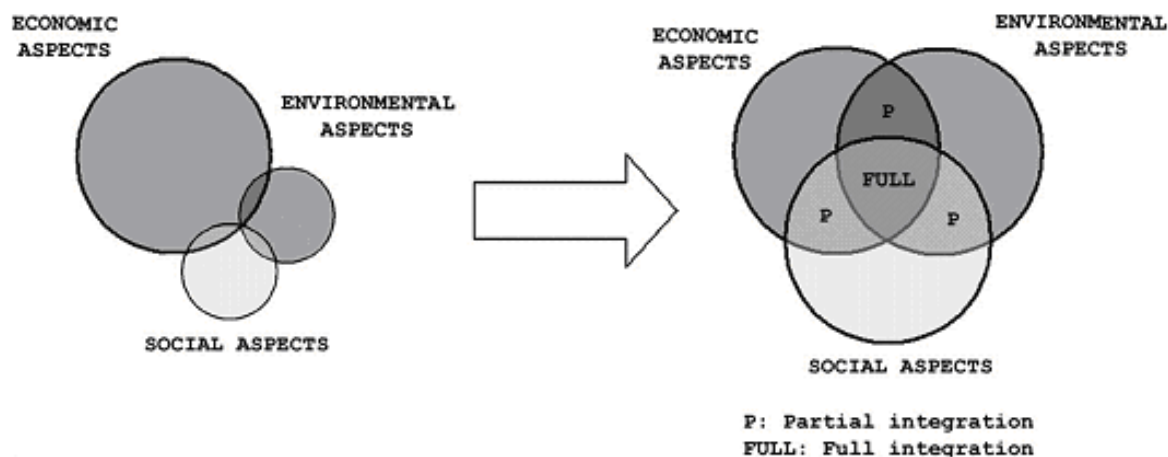 ECONOMIC
ASPECTS
ENVIRONMENTAL
ASPECTS
SOCIAL ASPECTS
ECONOMIC
ASPECTS
ENVIRONMENTAL
ASPECTS
P
FULL
P
P
SOCIAL ASPECTS
P: Partial integration
FULL: Full integration